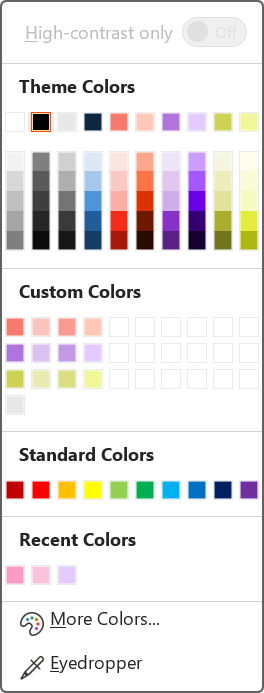 High-contrast only Off
Theme Colors
Custom Colors
Standard Colors
Recent Colors
More Colors...
Eyedropper